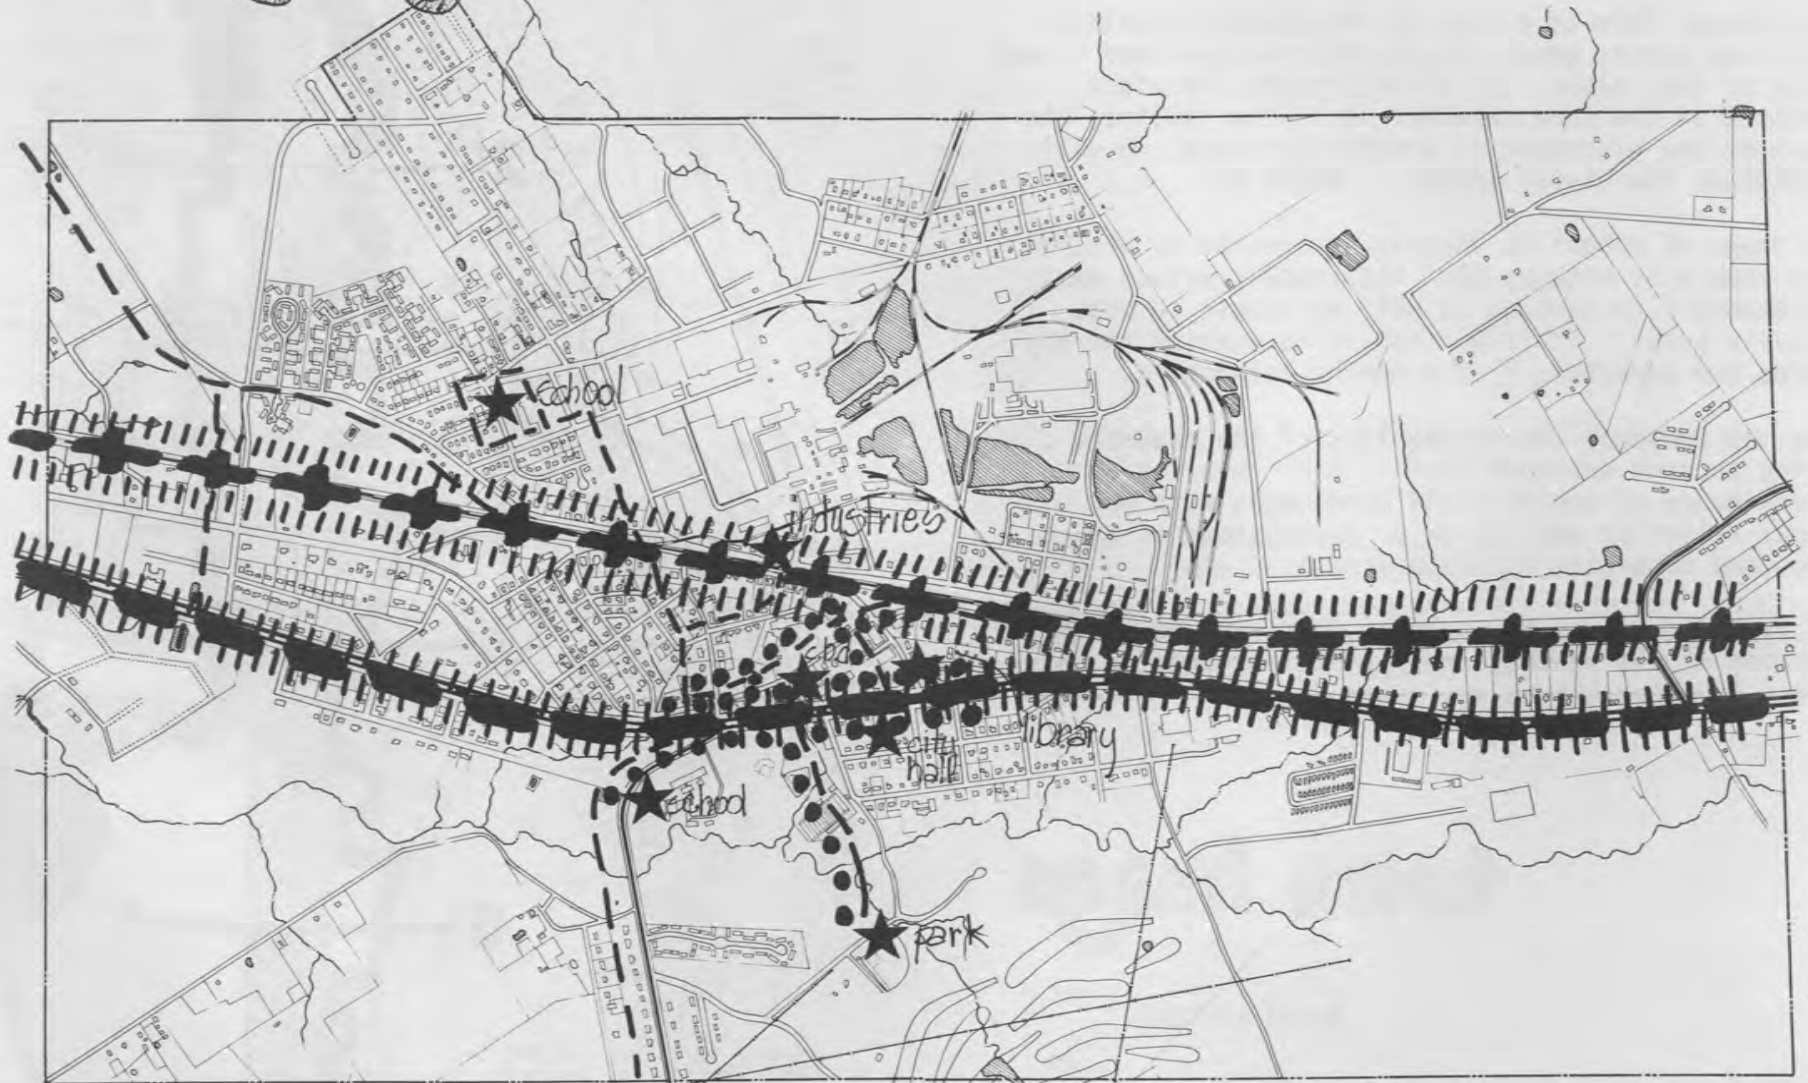 school
industries
cbd
library
city
hall
school
park